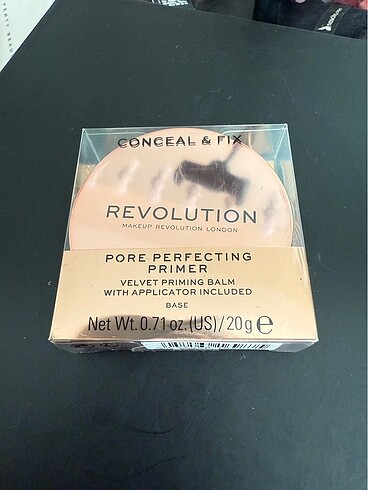 CONCEAL & FIX
REVOLUTION
MAKEUP REVOLUTION LONDON
PORE PERFECTING
PRIMER
VELVET PRIMING BALM
WITH APPLICATOR INCLUDED
BASE
Net Wt. 0.71 oz. (US)/20g ℮